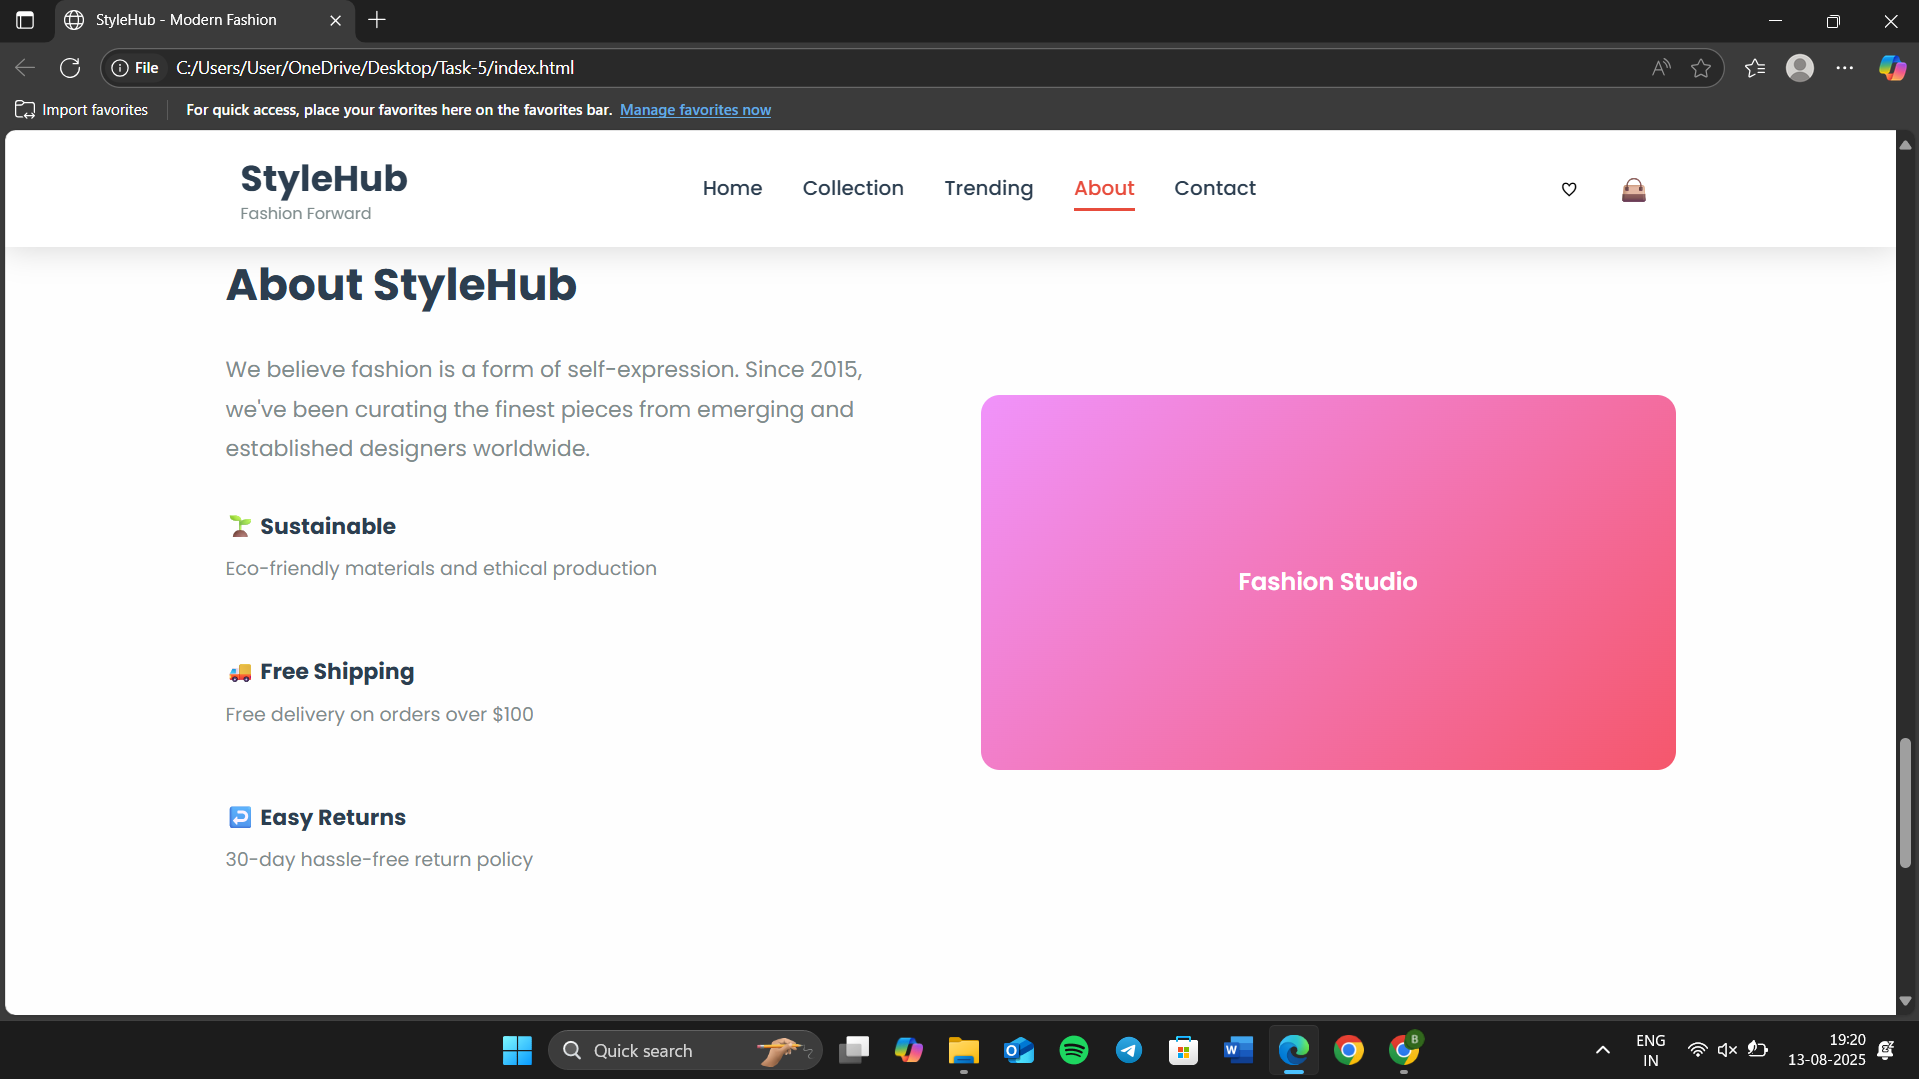 StyleHub - Modern Fashion
File C:/Users/User/OneDrive/Desktop/Task-5/index.html
Import favorites For quick access, place your favorites here on the favorites bar. Manage favorites now
StyleHub
Fashion Forward
Home Collection Trending About Contact
About StyleHub
We believe fashion is a form of self-expression. Since 2015,
we've been curating the finest pieces from emerging and
established designers worldwide.
Sustainable
Eco-friendly materials and ethical production
Free Shipping
Free delivery on orders over $100
Easy Returns
30-day hassle-free return policy
Fashion Studio
Quick search
ENG
IN
19:20
13-08-2025